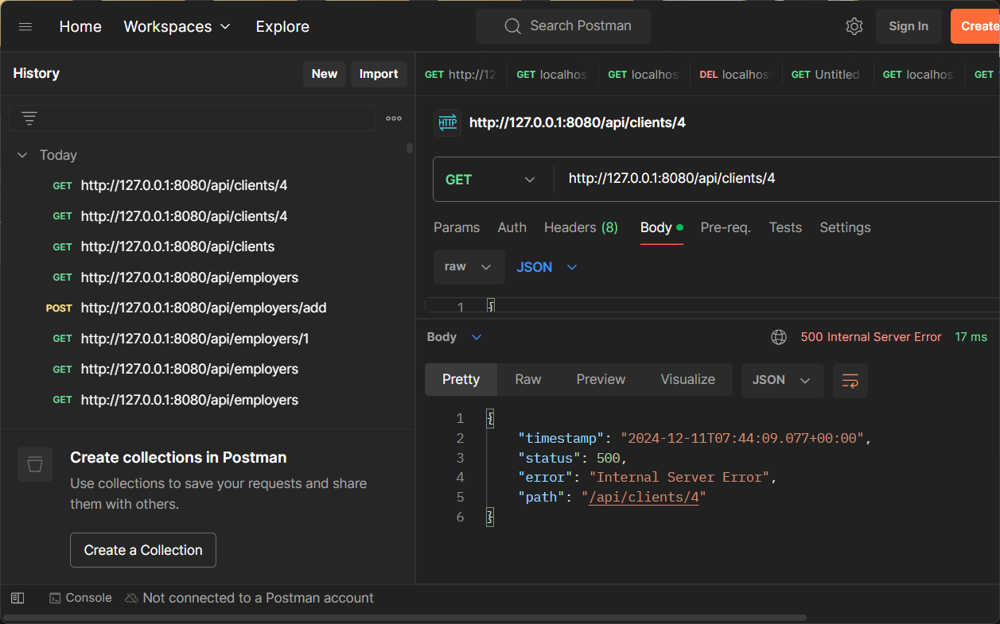 Home Workspaces Explore Search Postman Sign In Create
History New Import
GET http://12 GET localhos GET localhos DEL localhost GET Untitled GET localhost GET
HTTP http://127.0.0.1:8080/api/clients/4
Today
GET http://127.0.0.1:8080/api/clients/4
GET http://127.0.0.1:8080/api/clients/4
GET http://127.0.0.1:8080/api/clients
GET http://127.0.0.1:8080/api/employers
POST http://127.0.0.1:8080/api/employers/add
GET http://127.0.0.1:8080/api/employers/1
GET http://127.0.0.1:8080/api/employers
GET http://127.0.0.1:8080/api/employers
Create collections in Postman
Use collections to save your requests and share
them with others.
Create a Collection
GET http://127.0.0.1:8080/api/clients/4
Params Auth Headers (8) Body Pre-req. Tests Settings
raw JSON
1 {
Body 500 Internal Server Error 17 ms
Pretty Raw Preview Visualize JSON
1 {
2 "timestamp": "2024-12-11T07:44:09.077+00:00",
3 "status": 500,
4 "error": "Internal Server Error",
5 "path": "/api/clients/4"
6 }
Console Not connected to a Postman account